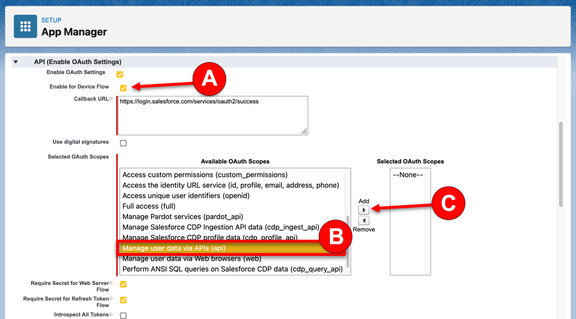 SETUP
App Manager
API (Enable OAuth Settings)
Enable OAuth Settings
Enable for Device Flow
A
Callback URL
https://login.salesforce.com/services/oauth2/success
Use digital signatures
Selected OAuth Scopes
Available OAuth Scopes
Selected OAuth Scopes
Access custom permissions (custom_permissions)
--None--
Access the identity URL service (id, profile, email, address, phone)
Access unique user identifiers (openid)
Full access (full)
Add
C
Manage Pardot services (pardot_api)
Manage Salesforce CDP Ingestion API data (cdp_ingest_api)
Remove
Manage Salesforce CDP profile data (cdp_profile_api)
B
Manage user data via APIs (api)
Manage user data via Web browsers (web)
Perform ANSI SQL queries on Salesforce CDP data (cdp_query_api)
Require Secret for Web Server
Flow
Require Secret for Refresh Token
Flow
Introspect All Tokens